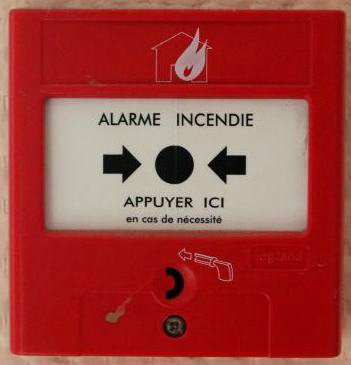 ALARME INCENDIE
APPUYER ICI
en cas de nécessité
legrand